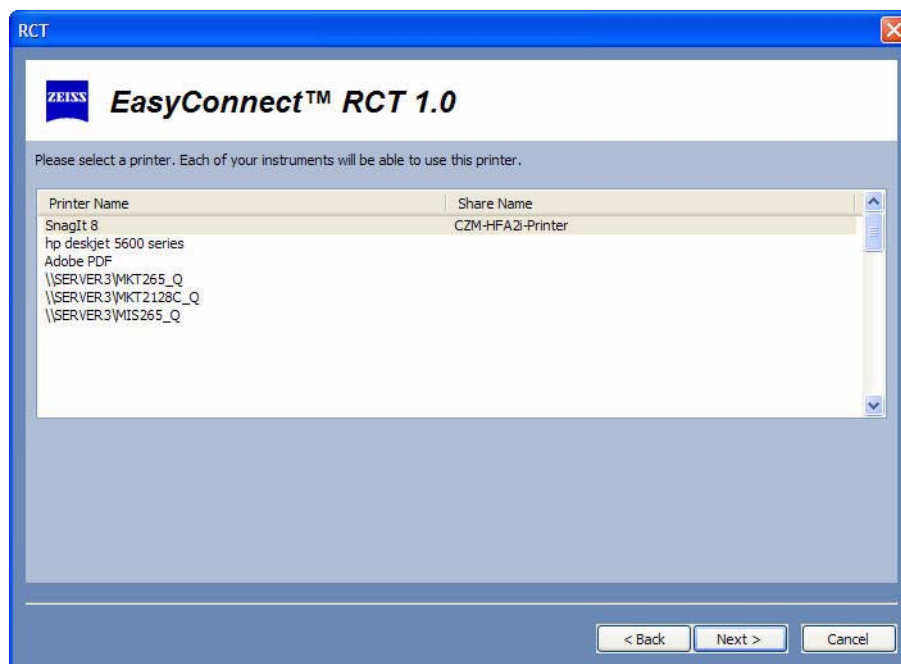 RCT
ZEISS
EasyConnect™ RCT 1.0
Please select a printer. Each of your instruments will be able to use this printer.
Printer Name Share Name
SnagIt 8 CZM-HFA2i-Printer
hp deskjet 5600 series
Adobe PDF
\\SERVER3\MKT265_Q
\\SERVER3\MKT2128C_Q
\\SERVER3\MIS265_Q
< Back Next > Cancel